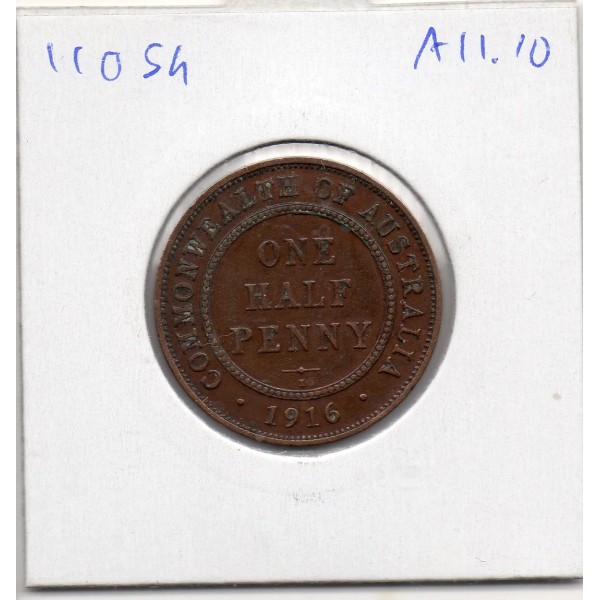 11054
A11.10
COMMONWEALTH OF AUSTRALIA
ONE
HALF
PENNY
· 1916 ·